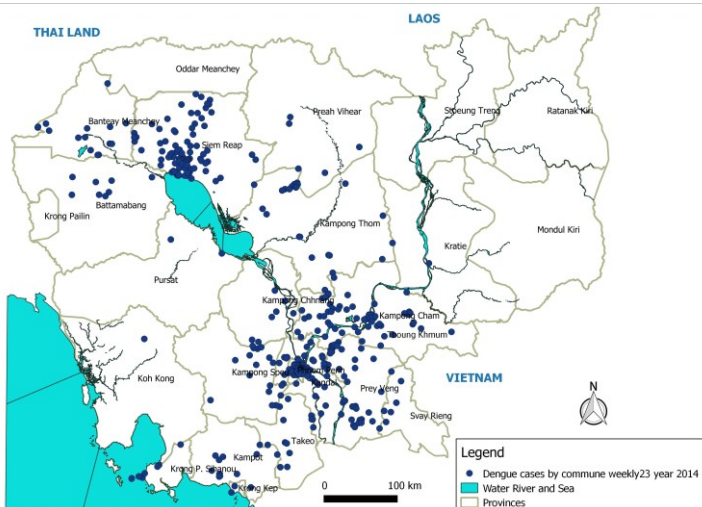 LAOS
THAI LAND
Oddar Meanchey
Stoeung Treng
Ratanak Kiri
Preah Vihear
Banteay Meanchey
Siem Reap
Battamabang
Krong Pailin
Kampong Thom
Mondul Kiri
Kratie
Pursat
Kampong Chhnang
Kampong Cham
Tboung Khmum
Kampong Speu
Phnom Penh
Koh Kong
Kandal
Prey Veng
VIETNAM
Svay Rieng
Takeo
Kampot
Krong P. Sihanou
Krong Kep
N
0 100 km
Legend
Dengue cases by commune weekly23 year 2014
Water River and Sea
Provinces